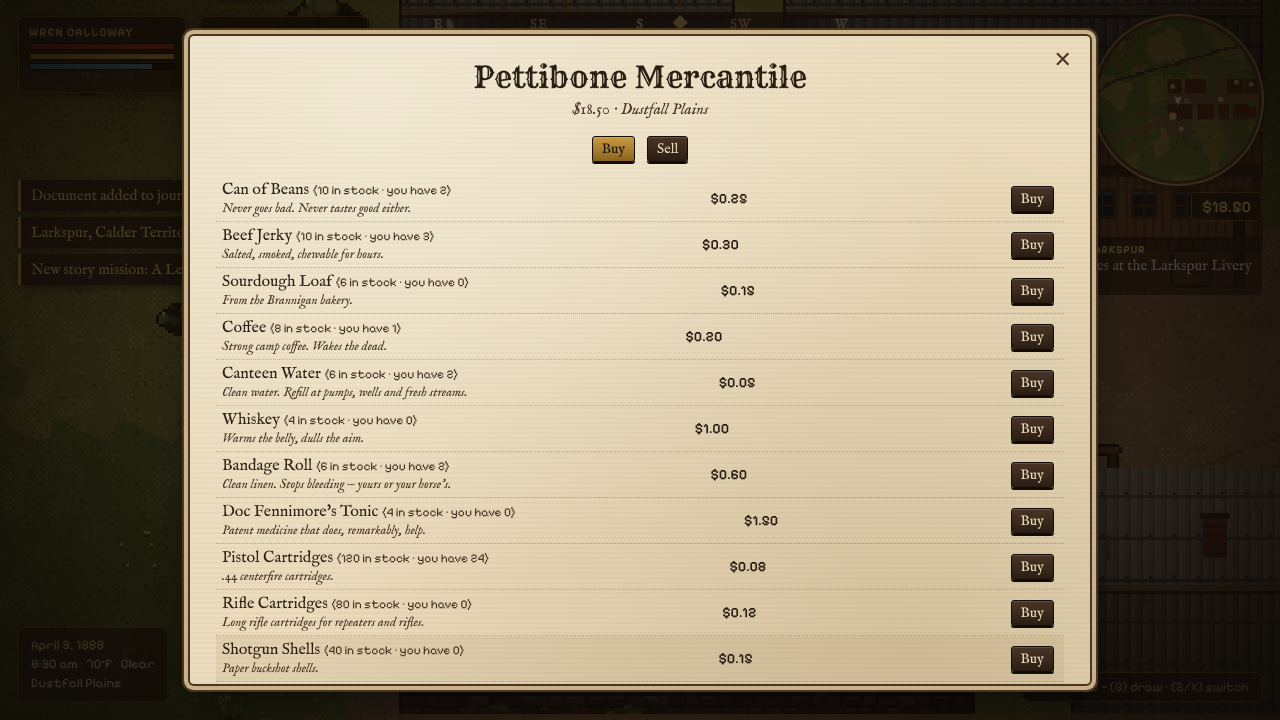 WREN CALLOWAY
E
SE
S
SW
W
Pettibone Mercantile
$18.50 · Dustfall Plains
Buy
Sell
Can of Beans (10 in stock · you have 2)
Never goes bad. Never tastes good either.
$0.25
Buy
Beef Jerky (10 in stock · you have 3)
Salted, smoked, chewable for hours.
$0.30
Buy
Sourdough Loaf (6 in stock · you have 0)
From the Brannigan bakery.
$0.15
Buy
Coffee (8 in stock · you have 1)
Strong camp coffee. Wakes the dead.
$0.20
Buy
Canteen Water (6 in stock · you have 2)
Clean water. Refill at pumps, wells and fresh streams.
$0.05
Buy
Whiskey (4 in stock · you have 0)
Warms the belly, dulls the aim.
$1.00
Buy
Bandage Roll (6 in stock · you have 2)
Clean linen. Stops bleeding – yours or your horse's.
$0.60
Buy
Doc Fennimore's Tonic (4 in stock · you have 0)
Patent medicine that does, remarkably, help.
$1.50
Buy
Pistol Cartridges (120 in stock · you have 24)
.44 centerfire cartridges.
$0.08
Buy
Rifle Cartridges (80 in stock · you have 0)
Long rifle cartridges for repeaters and rifles.
$0.12
Buy
Shotgun Shells (40 in stock · you have 0)
Paper buckshot shells.
$0.15
Buy
Document added to jour
Larkspur, Calder Territo
New story mission: A Le
$18.50
ARKSPUR
es at the Larkspur Livery
April 3, 1888
8:30 am · 70°F · Clear
Dustfall Plains
draw · (Z/X) switch